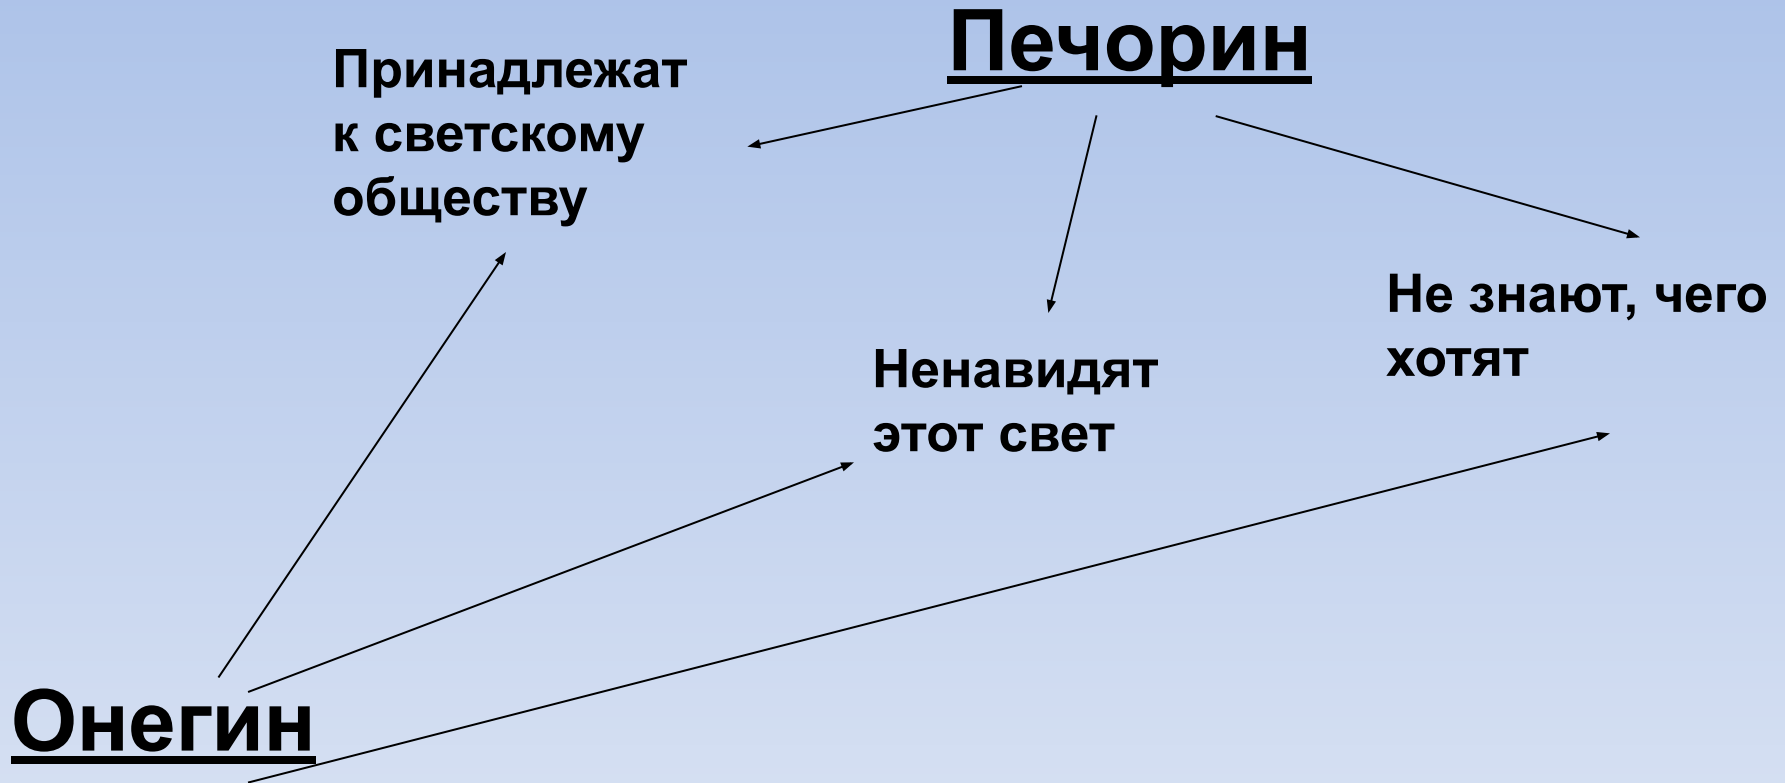 Печорин
Принадлежат
к светскому
обществу
Не знают, чего
хотят
Ненавидят
этот свет
Онегин